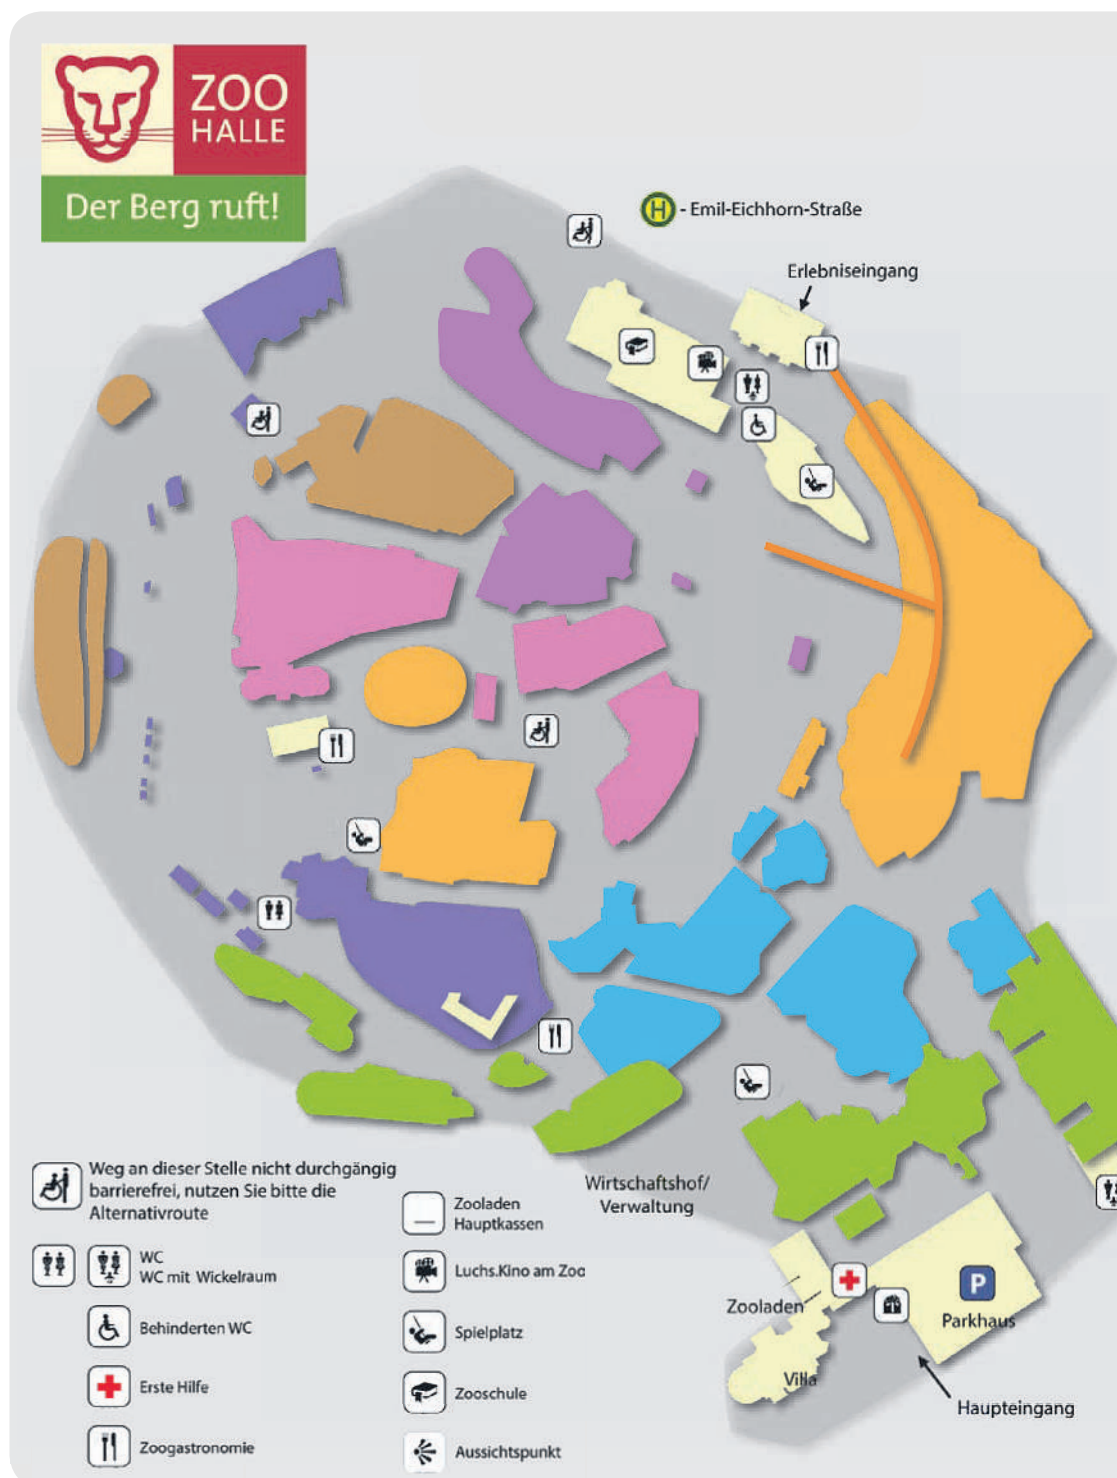 ZOO
HALLE
Der Berg ruft!
H - Emil-Eichhorn-Straße
Erlebniseingang
Wirtschaftshof/
Verwaltung
Zooladen
Villa
P
Parkhaus
Haupteingang
Weg an dieser Stelle nicht durchgängig
barrierefrei, nutzen Sie bitte die
Alternativroute
WC
WC mit Wickelraum
Behinderten WC
Erste Hilfe
Zoogastronomie
Zooladen
Hauptkassen
Luchs.Kino am Zoo
Spielplatz
Zooschule
Aussichtspunkt